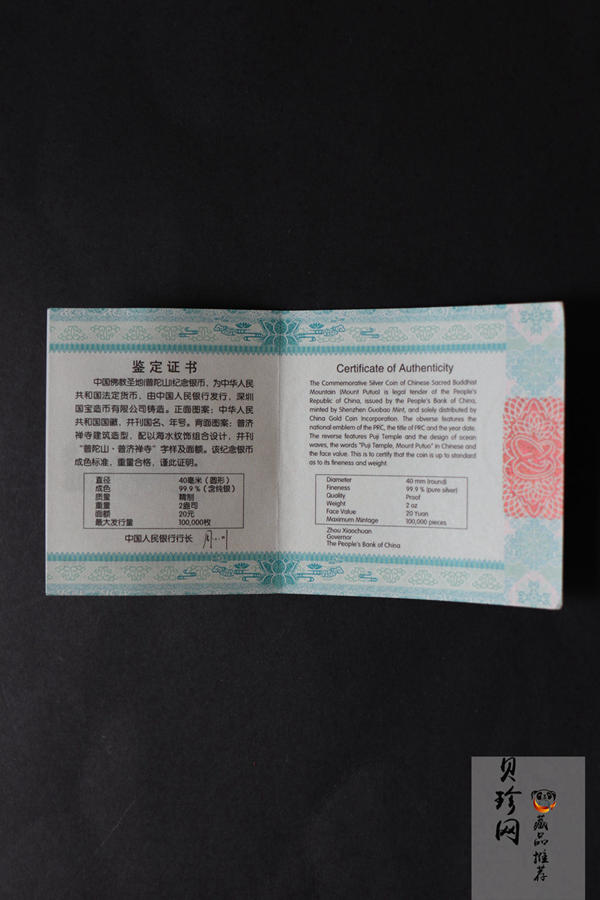 鉴定证书
中国佛教圣地(普陀山)纪念银币，为中华人民
共和国法定货币，由中国人民银行发行，深圳
国宝造币有限公司铸造。正面图案：中华人民
共和国国徽，并刊国名、年号。背面图案：普济
禅寺建筑造型，配以海水纹饰组合设计，并刊
“普陀山·普济禅寺”字样及面额。该纪念银币
成色标准，重量合格，谨此证明。
直径 40毫米（圆形）
成色 99.9％（含纯银）
质量 精制
重量 2盎司
面额 20元
最大发行量 100,000枚
中国人民银行行长
Certificate of Authenticity
The Commemorative Silver Coin of Chinese Sacred Buddhist
Mountain (Mount Putuo) is legal tender of the People's
Republic of China, issued by the People's Bank of China,
minted by Shenzhen Guobao Mint, and solely distributed by
China Gold Coin Incorporation. The obverse features the
national emblem of the PRC, the title of PRC and the year date.
The reverse features Puji Temple and the design of ocean
waves, the words "Puji Temple, Mount Putuo" in Chinese and
the face value. This is to certify that the coin is up to standard
as to its fineness and weight.
Diameter 40 mm (round)
Fineness 99.9 % (pure silver)
Quality Proof
Weight 2 oz
Face Value 20 Yuan
Maximum Mintage 100,000 pieces
Zhou Xiaochuan
Governor
The People's Bank of China
贝珍网
藏品推荐